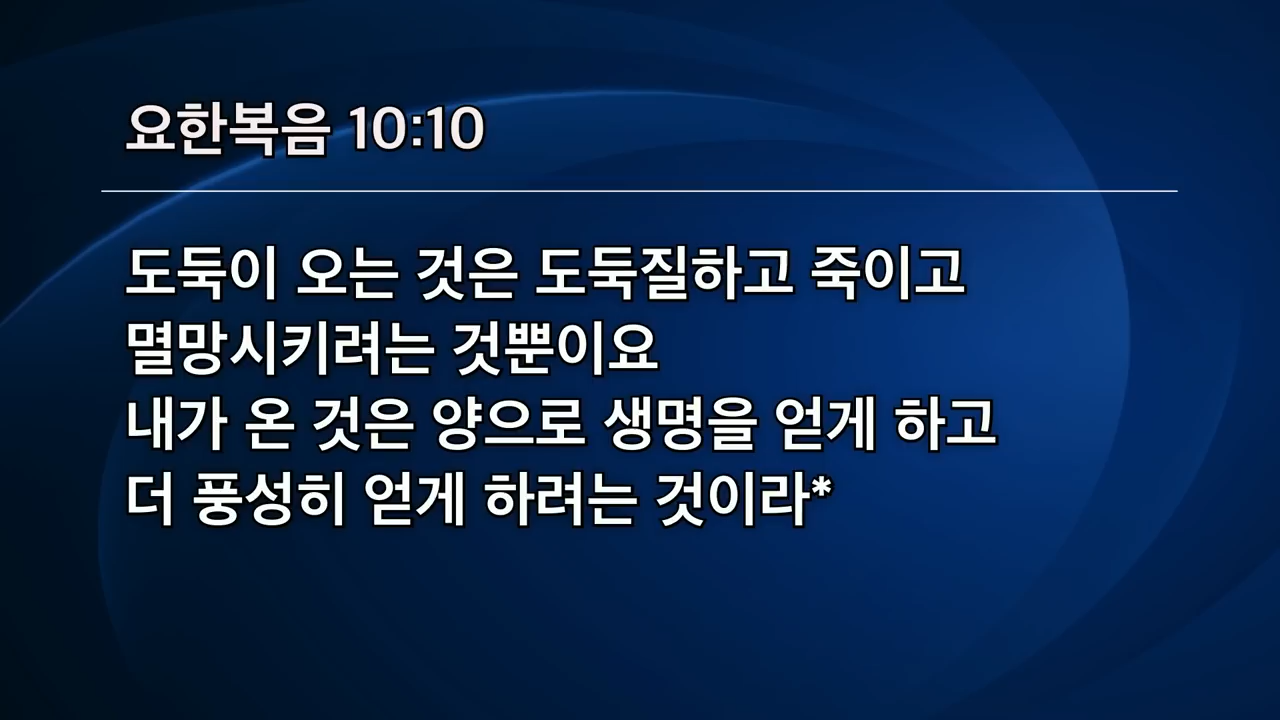 요한복음 10:10
도둑이 오는 것은 도둑질하고 죽이고
멸망시키려는 것뿐이요
내가 온 것은 양으로 생명을 얻게 하고
더 풍성히 얻게 하려는 것이라*